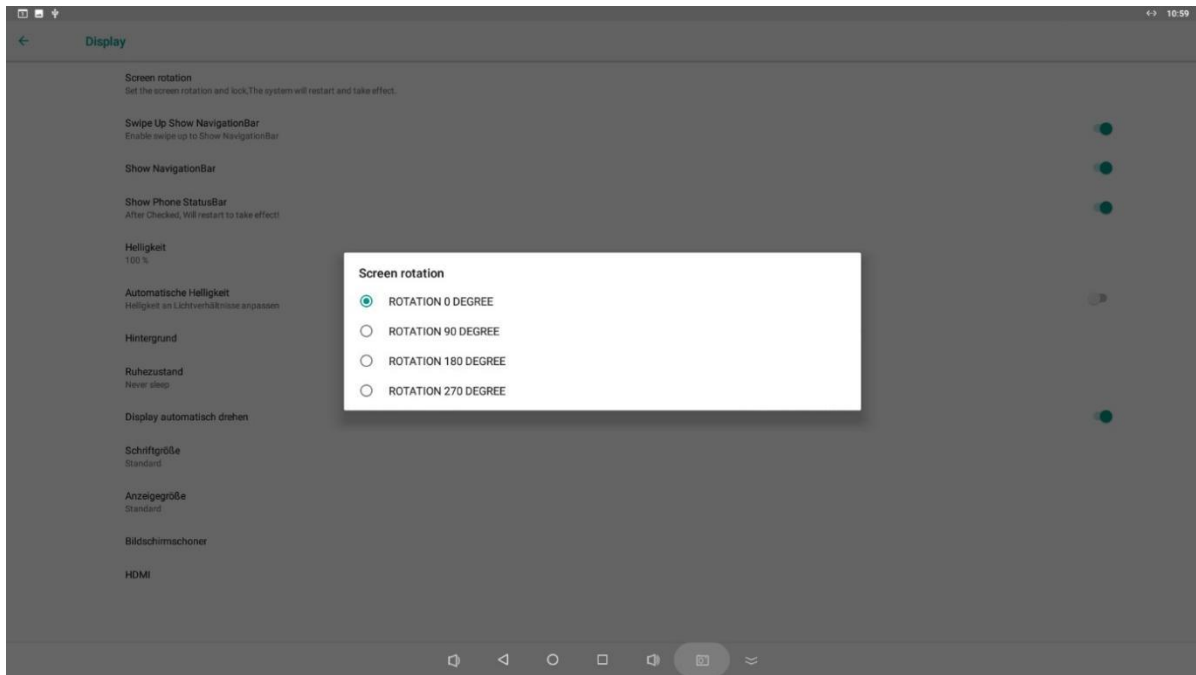 10:59
Display
Screen rotation
Set the screen rotation and lock,The system will restart and take effect.
Swipe Up Show NavigationBar
Enable swipe up to Show NavigationBar
Show NavigationBar
Show Phone StatusBar
After Checked, Will restart to take effect!
Helligkeit
100 %
Automatische Helligkeit
Helligkeit an Lichtverhältnisse anpassen
Hintergrund
Ruhezustand
Never sleep
Display automatisch drehen
Schriftgröße
Standard
Anzeigegröße
Standard
Bildschirmschoner
HDMI
Screen rotation
ROTATION 0 DEGREE
ROTATION 90 DEGREE
ROTATION 180 DEGREE
ROTATION 270 DEGREE